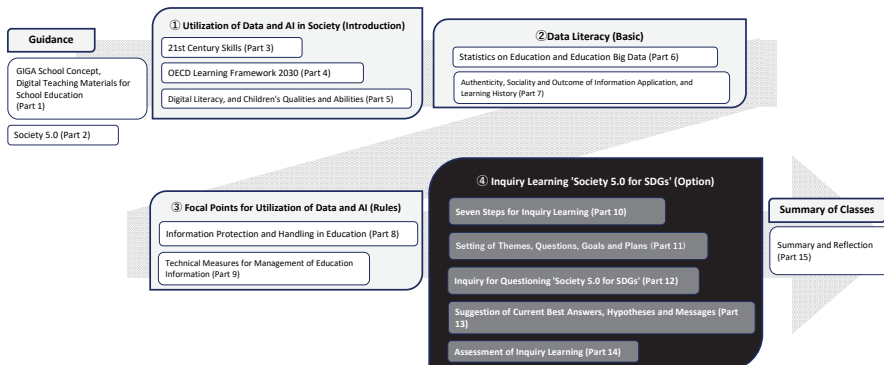 Guidance
GIGA School Concept,
Digital Teaching Materials for
School Education
(Part 1)
Society 5.0 (Part 2)
① Utilization of Data and AI in Society (Introduction)
21st Century Skills (Part 3)
OECD Learning Framework 2030 (Part 4)
Digital Literacy, and Children's Qualities and Abilities (Part 5)
②Data Literacy (Basic)
Statistics on Education and Education Big Data (Part 6)
Authenticity, Sociality and Outcome of Information Application, and
Learning History (Part 7)
③ Focal Points for Utilization of Data and AI (Rules)
Information Protection and Handling in Education (Part 8)
Technical Measures for Management of Education
Information (Part 9)
④ Inquiry Learning 'Society 5.0 for SDGs' (Option)
Seven Steps for Inquiry Learning (Part 10)
Setting of Themes, Questions, Goals and Plans (Part 11)
Inquiry for Questioning 'Society 5.0 for SDGs' (Part 12)
Suggestion of Current Best Answers, Hypotheses and Messages (Part
13)
Assessment of Inquiry Learning (Part 14)
Summary of Classes
Summary and Reflection
(Part 15)